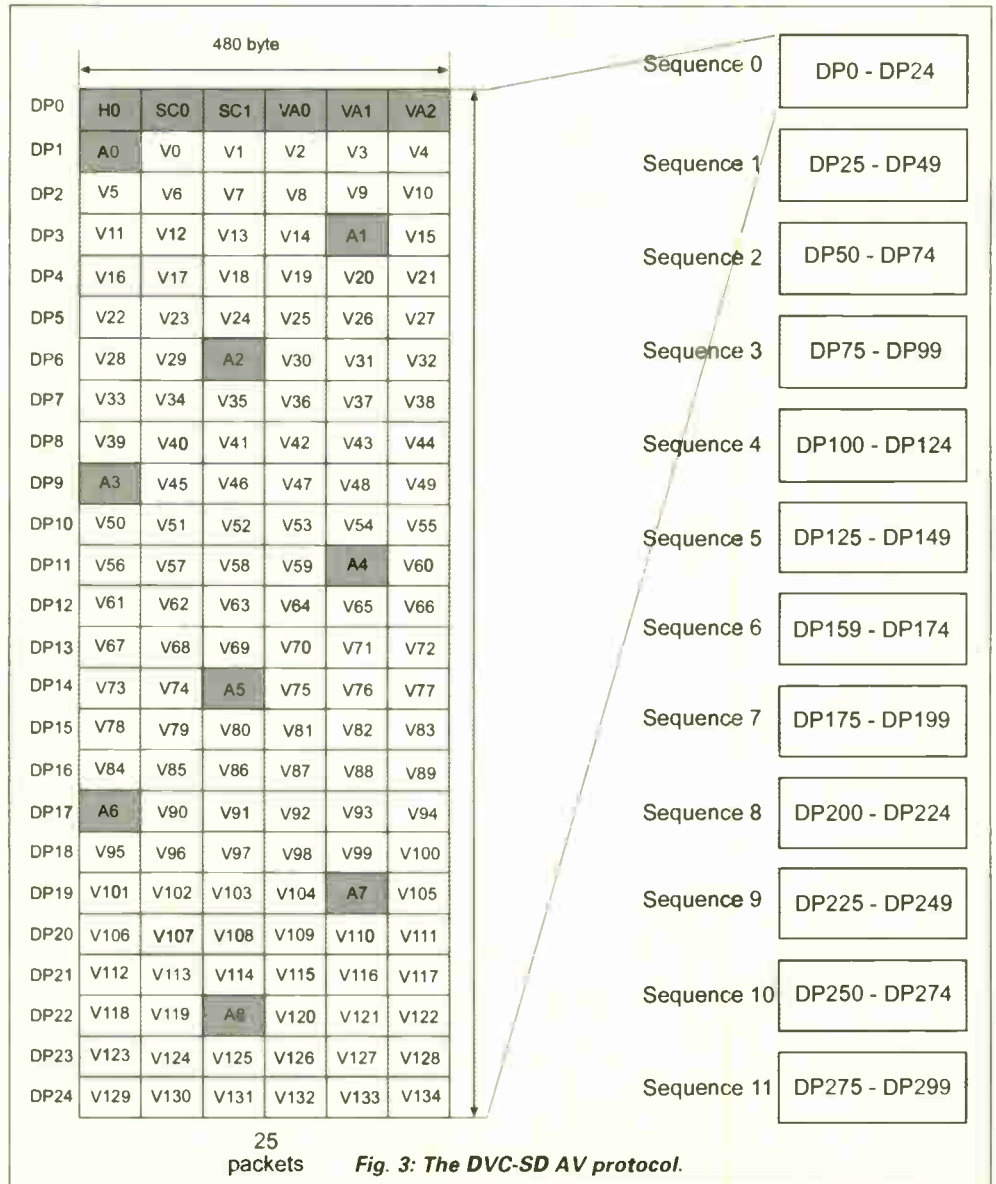 480 byte
DP0 H0 SC0 SC1 VA0 VA1 VA2
DP1 A0 V0 V1 V2 V3 V4
DP2 V5 V6 V7 V8 V9 V10
DP3 V11 V12 V13 V14 A1 V15
DP4 V16 V17 V18 V19 V20 V21
DP5 V22 V23 V24 V25 V26 V27
DP6 V28 V29 A2 V30 V31 V32
DP7 V33 V34 V35 V36 V37 V38
DP8 V39 V40 V41 V42 V43 V44
DP9 A3 V45 V46 V47 V48 V49
DP10 V50 V51 V52 V53 V54 V55
DP11 V56 V57 V58 V59 A4 V60
DP12 V61 V62 V63 V64 V65 V66
DP13 V67 V68 V69 V70 V71 V72
DP14 V73 V74 A5 V75 V76 V77
DP15 V78 V79 V80 V81 V82 V83
DP16 V84 V85 V86 V87 V88 V89
DP17 A6 V90 V91 V92 V93 V94
DP18 V95 V96 V97 V98 V99 V100
DP19 V101 V102 V103 V104 A7 V105
DP20 V106 V107 V108 V109 V110 V111
DP21 V112 V113 V114 V115 V116 V117
DP22 V118 V119 A8 V120 V121 V122
DP23 V123 V124 V125 V126 V127 V128
DP24 V129 V130 V131 V132 V133 V134
25
packets
Sequence 0 DP0 - DP24
Sequence 1 DP25 - DP49
Sequence 2 DP50 - DP74
Sequence 3 DP75 - DP99
Sequence 4 DP100 - DP124
Sequence 5 DP125 - DP149
Sequence 6 DP159 - DP174
Sequence 7 DP175 - DP199
Sequence 8 DP200 - DP224
Sequence 9 DP225 - DP249
Sequence 10 DP250 - DP274
Sequence 11 DP275 - DP299
Fig. 3: The DVC-SD AV protocol.